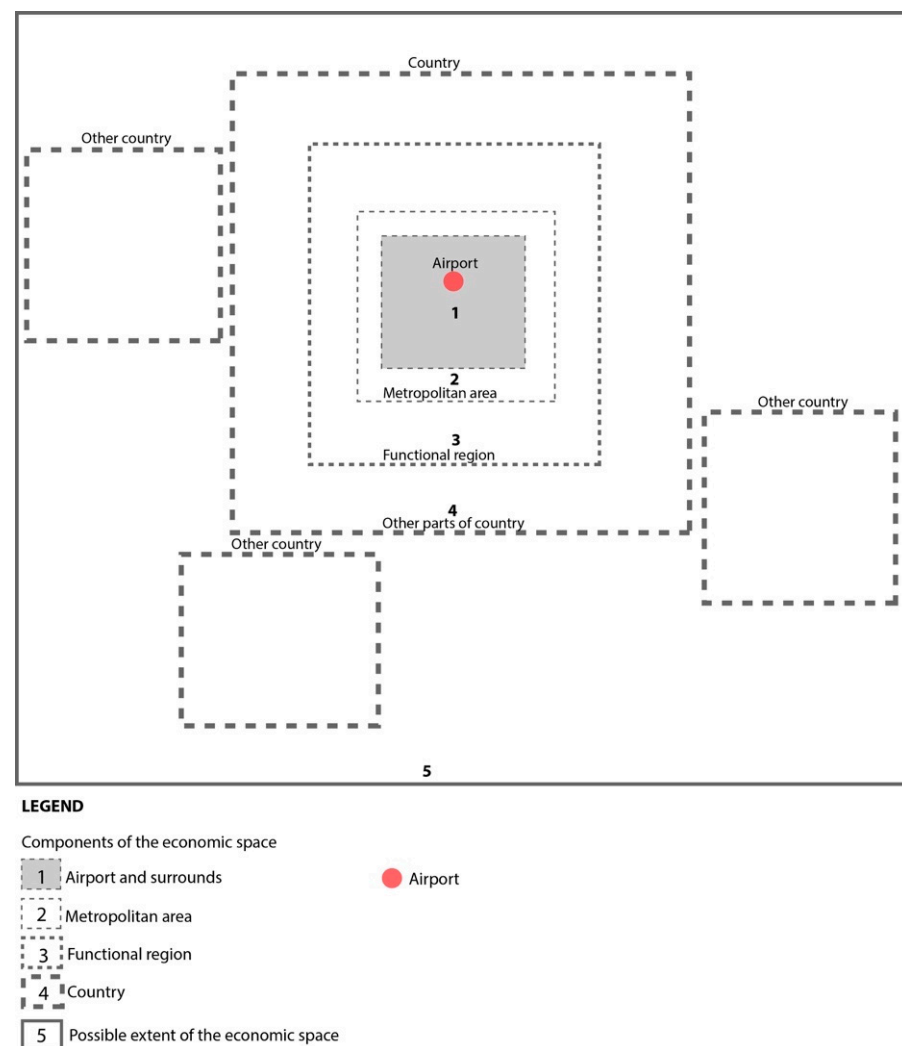 Country
Other country
Airport
1
2
Metropolitan area
Other country
3
Functional region
4
Other parts of country
Other country
5
LEGEND
Components of the economic space
1 Airport and surrounds
Airport
2 Metropolitan area
3 Functional region
4 Country
5 Possible extent of the economic space